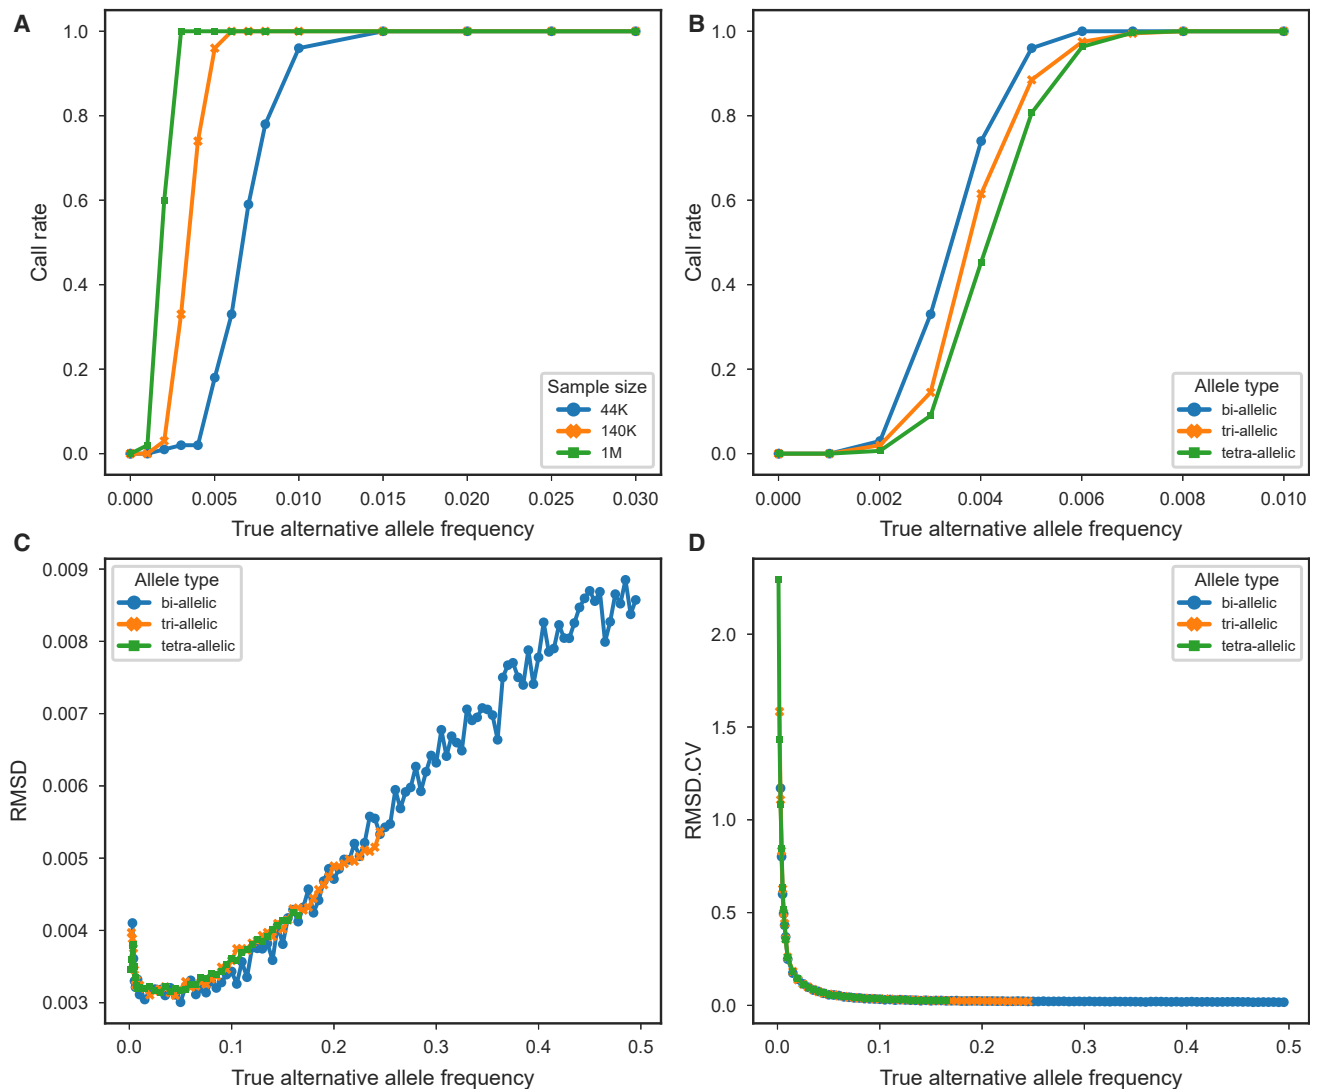 A
1.0
0.8
0.6
0.4
0.2
0.0
Call rate
0.000 0.005 0.010 0.015 0.020 0.025 0.030
True alternative allele frequency
Sample size
44K
140K
1M
B
1.0
0.8
0.6
0.4
0.2
0.0
Call rate
0.000 0.002 0.004 0.006 0.008 0.010
True alternative allele frequency
Allele type
bi-allelic
tri-allelic
tetra-allelic
C
0.009
0.008
0.007
0.006
0.005
0.004
0.003
RMSD
0.0 0.1 0.2 0.3 0.4 0.5
True alternative allele frequency
Allele type
bi-allelic
tri-allelic
tetra-allelic
D
2.0
1.5
1.0
0.5
0.0
RMSD.CV
0.0 0.1 0.2 0.3 0.4 0.5
True alternative allele frequency
Allele type
bi-allelic
tri-allelic
tetra-allelic